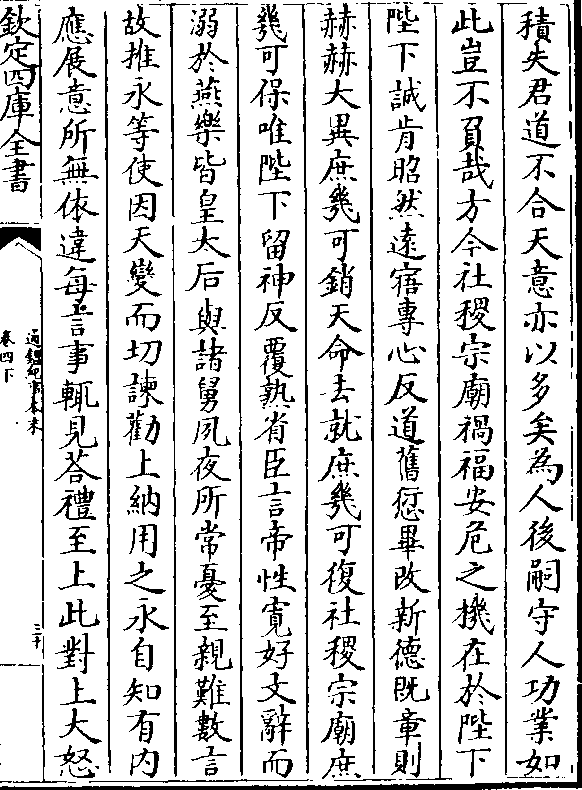 積失君道不合天意亦以多矣為人後嗣守人功業如
此豈不負哉方今社稷宗廟禍福安危之機在於陛下
陛下誠肯昭然遠寤專心反道舊愆畢改新德既章則
赫赫大異庶幾可銷天命去就庶幾可復社稷宗廟庶
幾可保唯陛下留神反覆熟省臣言帝性寛好文辭而
溺於燕樂皆皇太后與諸舅夙夜所常憂至親難數言
故推永等使因天變而切諫勸上納用之永自知有内
應展意所無依違每言事輒見荅禮至上此對上大怒
欽定四庫全書
通鑑紀事本末
卷四下
三十